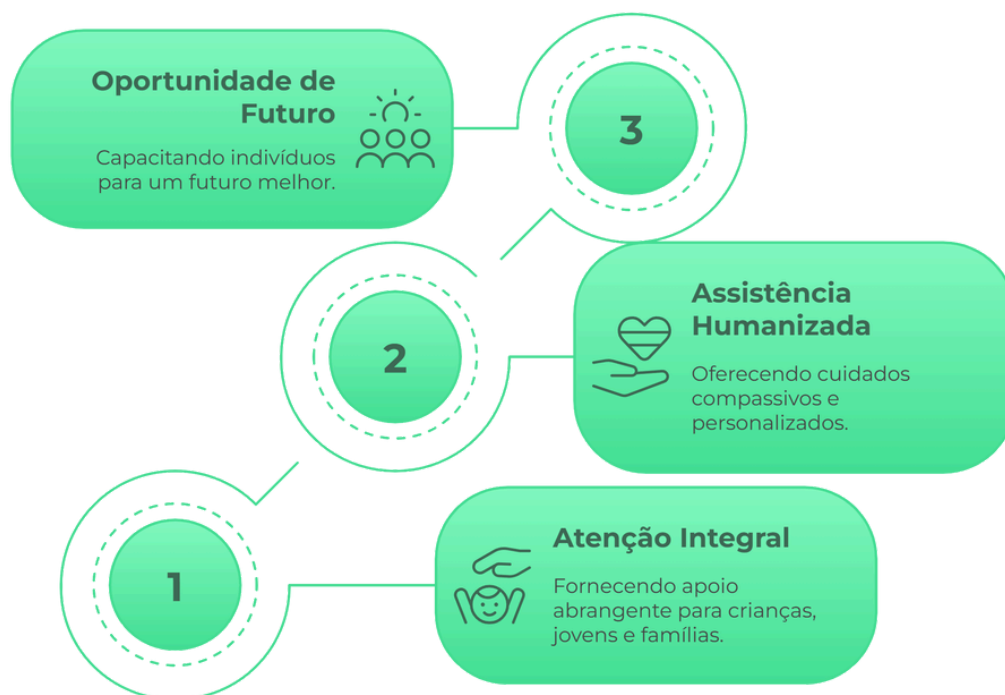 Oportunidade de
Futuro
Capacitando indivíduos
para um futuro melhor.
3
Assistência
Humanizada
Oferecendo cuidados
compassivos e
personalizados.
2
Atenção Integral
Fornecendo apoio
abrangente para crianças,
jovens e famílias.
1